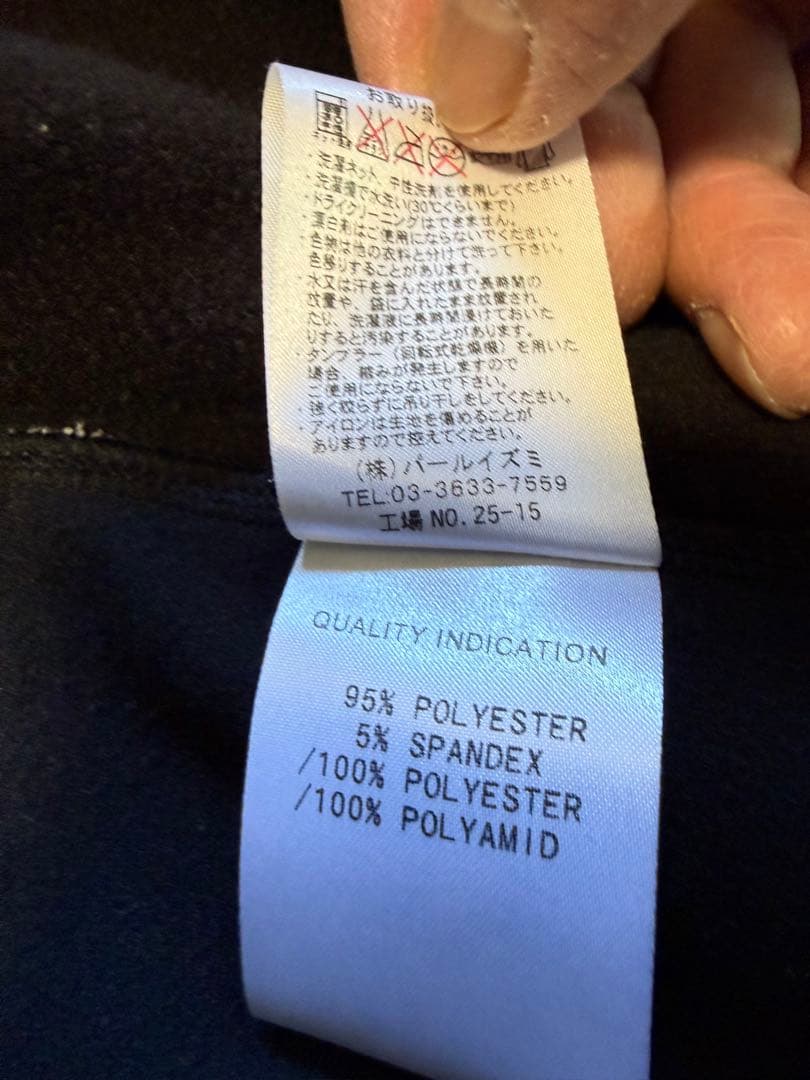 お取り扱
・洗濯ネット、中性洗剤を使用してください。
・洗濯機で水洗い(30℃くらいまで)
・ドライクリーニングはできません。
・漂白剤はご使用にならないでください。
・色物は他の衣料と分けて洗って下さい。
色移りすることがあります。
・水又は汗を含んだ状態で長時間の
放置や、袋に入れたまま放置され
たり、洗濯液に長時間漬けておいた
りすると汚染することがあります。
・タンブラー(回転式乾燥機)を用いた
場合 縮みが発生しますので
ご使用にならないで下さい。
・強く絞らずに吊り干しをしてください。
・アイロンは生地を傷めることが
ありますので控えてください。
(株)パールイズミ
TEL:03-3633-7559
工場 NO.25-15
QUALITY INDICATION
95% POLYESTER
5% SPANDEX
/100% POLYESTER
/100% POLYAMID